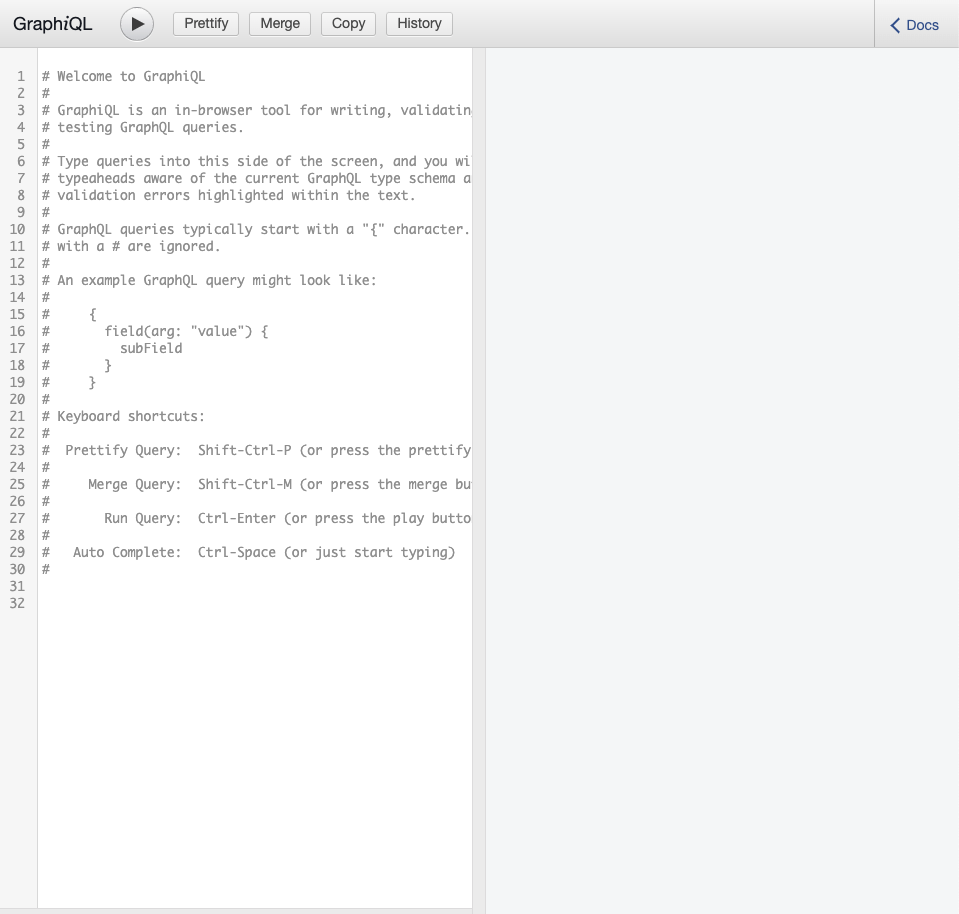 GraphiQL Prettify Merge Copy History Docs
1 # Welcome to GraphiQL
2 #
3 # GraphiQL is an in-browser tool for writing, validating
4 # testing GraphQL queries.
5 #
6 # Type queries into this side of the screen, and you wi
7 # typeaheads aware of the current GraphQL type schema a
8 # validation errors highlighted within the text.
9 #
10 # GraphQL queries typically start with a "{" character.
11 # with a # are ignored.
12 #
13 # An example GraphQL query might look like:
14 #
15 #     {
16 #       field(arg: "value") {
17 #         subField
18 #       }
19 #     }
20 #
21 # Keyboard shortcuts:
22 #
23 #  Prettify Query:  Shift-Ctrl-P (or press the prettify
24 #
25 #     Merge Query:  Shift-Ctrl-M (or press the merge bu
26 #
27 #       Run Query:  Ctrl-Enter (or press the play butto
28 #
29 #   Auto Complete:  Ctrl-Space (or just start typing)
30 #
31
32